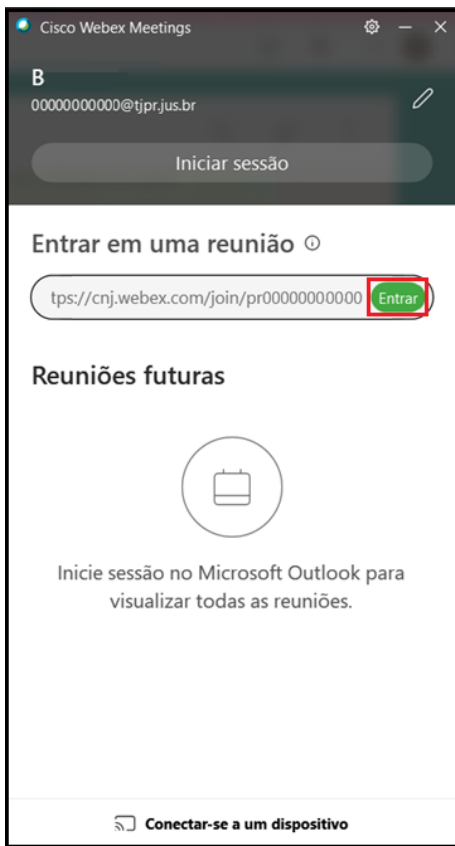 Cisco Webex Meetings
B
00000000000@tjpr.jus.br
Iniciar sessão
Entrar em uma reunião
tps://cnj.webex.com/join/pr00000000000 Entrar
Reuniões futuras
Inicie sessão no Microsoft Outlook para
visualizar todas as reuniões.
Conectar-se a um dispositivo